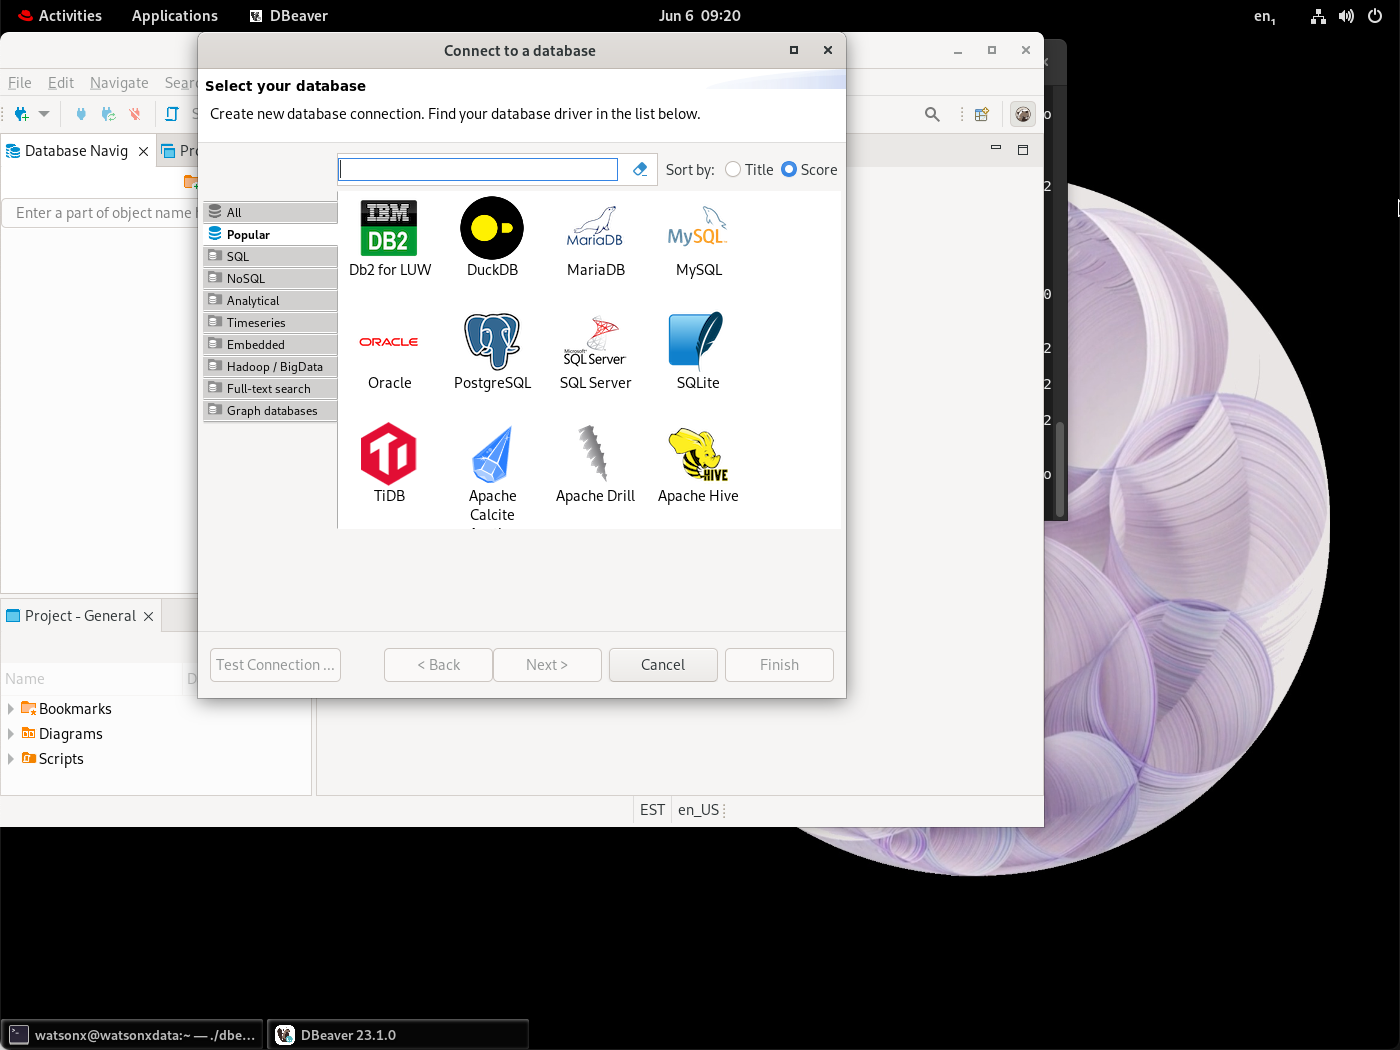 Activities Applications DBeaver Jun 6 09:20 en1
Connect to a database
File Edit Navigate Sear
Select your database
Create new database connection. Find your database driver in the list below.
Database Navig
Sort by: Title Score
Enter a part of object name
All
Popular
SQL
NoSQL
Analytical
Timeseries
Embedded
Hadoop / BigData
Full-text search
Graph databases
IBM
DB2
MariaDB
MySQL
Db2 for LUW DuckDB MariaDB MySQL
ORACLE
Microsoft
SQL Server
Oracle PostgreSQL SQL Server SQLite
HIVE
TiDB Apache Calcite Apache Drill Apache Hive
Project - General
Test Connection ... < Back Next > Cancel Finish
Name D
Bookmarks
Diagrams
Scripts
EST en_US
watsonx@watsonxdata:~ — ./dbe... DBeaver 23.1.0